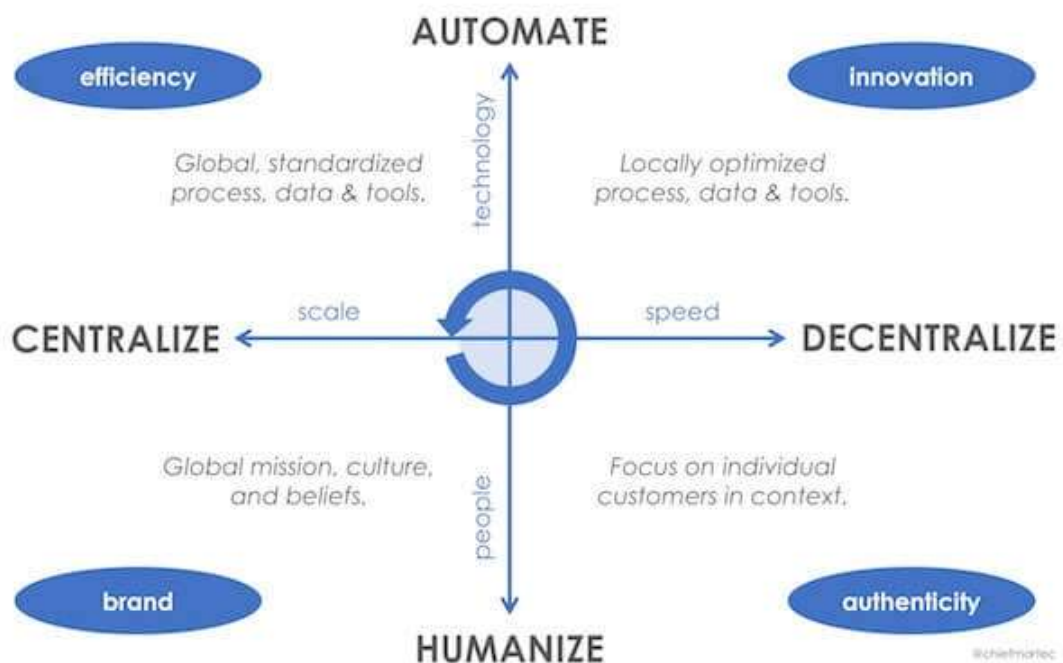 AUTOMATE
efficiency
innovation
technology
Global, standardized
process, data & tools.
Locally optimized
process, data & tools.
scale
speed
CENTRALIZE
DECENTRALIZE
Global mission, culture,
and beliefs.
people
Focus on individual
customers in context.
brand
authenticity
HUMANIZE
@chiefmartec